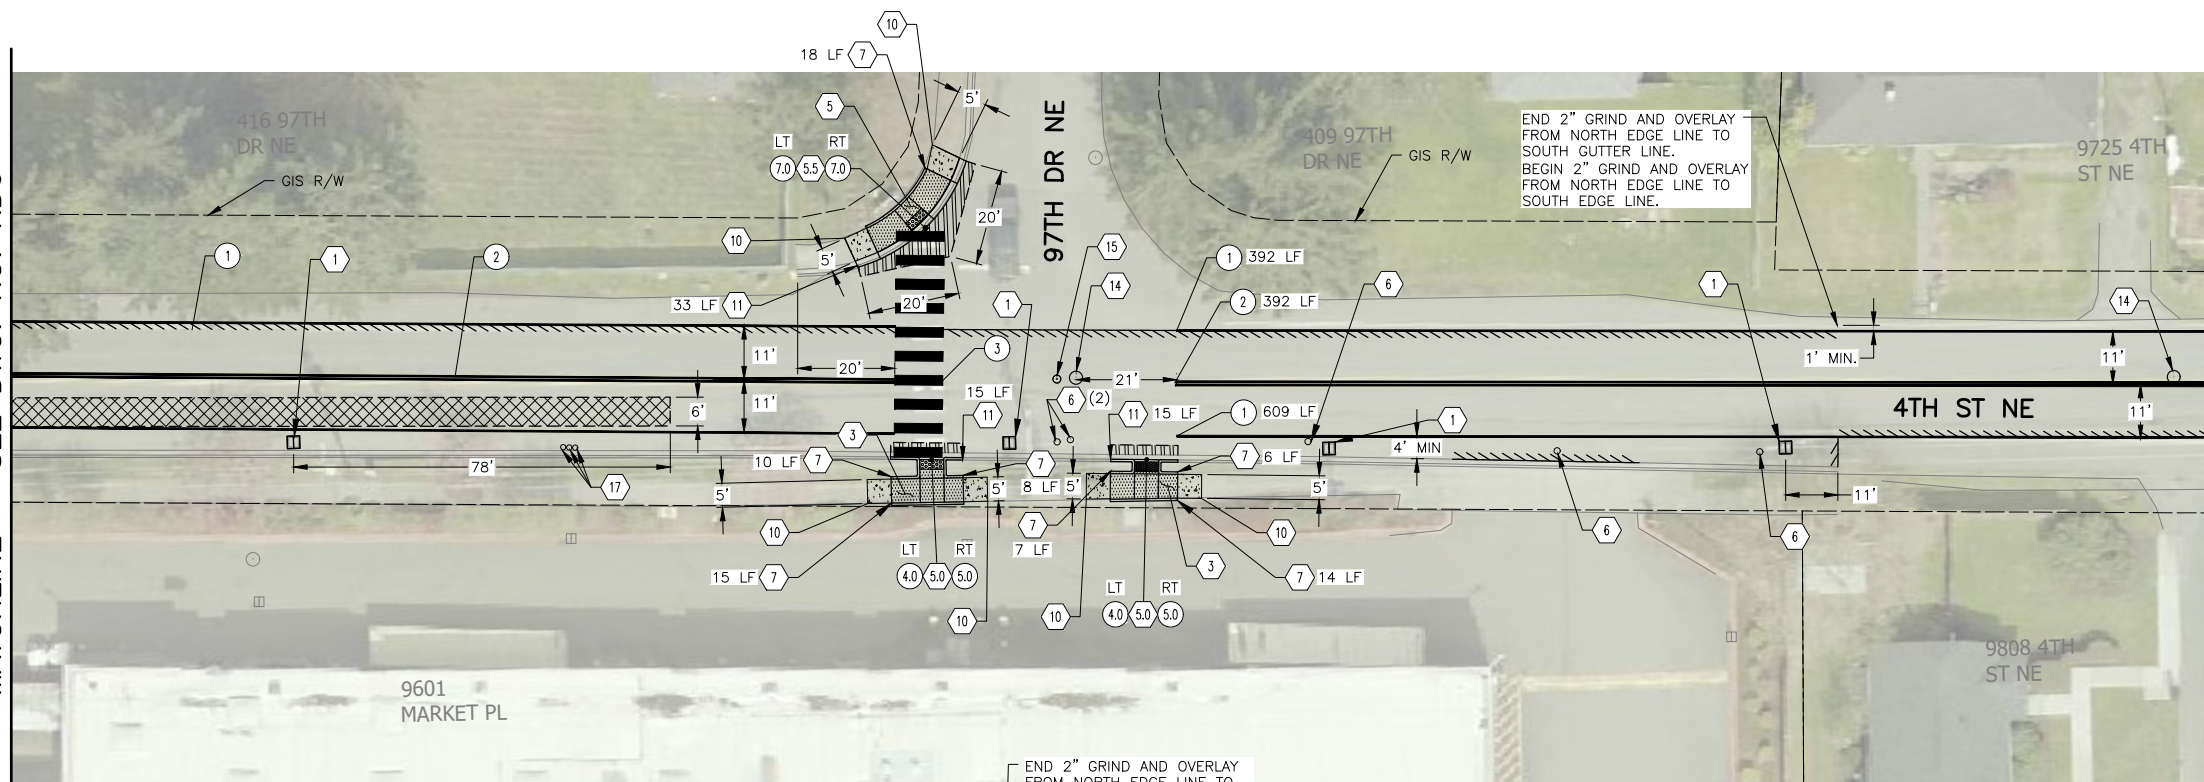 10
18 LF 7
5'
5
LT RT
7.0 5.5 7.0
416 97TH
DR NE
GIS R/W
97TH DR NE
409 97TH
DR NE
GIS R/W
END 2" GRIND AND OVERLAY
FROM NORTH EDGE LINE TO
SOUTH GUTTER LINE.
BEGIN 2" GRIND AND OVERLAY
FROM NORTH EDGE LINE TO
SOUTH EDGE LINE.
9725 4TH
ST NE
20'
10
5'
1
1
2
33 LF 11
20'
1
15
14
1 392 LF
2 392 LF
6
1
14
11'
20'
3
21'
1' MIN.
11'
6'
11'
15 LF
11
6 (2)
11 15 LF
1 609 LF
1
4TH ST NE
11'
3
4' MIN
78'
17
10 LF 7
7
8 LF
7 6 LF
5'
5'
5'
5'
11'
10
7
7 LF
10
6
6
LT RT
4.0 5.0 5.0
15 LF 7
3
7 14 LF
LT RT
4.0 5.0 5.0
10
10
9601
MARKET PL
9808 4TH
ST NE
END 2" GRIND AND OVERLAY
FROM NORTH EDGE LINE TO